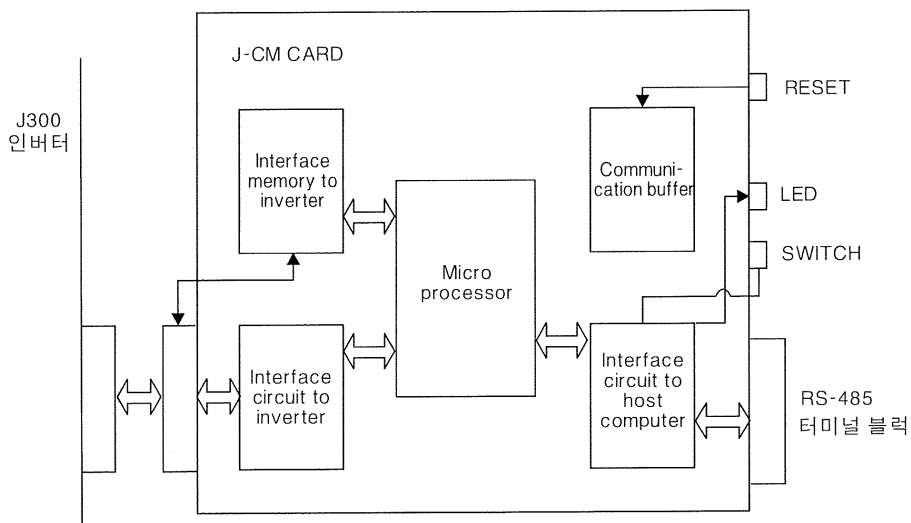 J-CM CARD
J300
인버터
Interface
memory to
inverter
Communi-
cation buffer
RESET
LED
SWITCH
Micro
processor
Interface
circuit to
inverter
Interface
circuit to
host
computer
RS-485
터미널 블럭